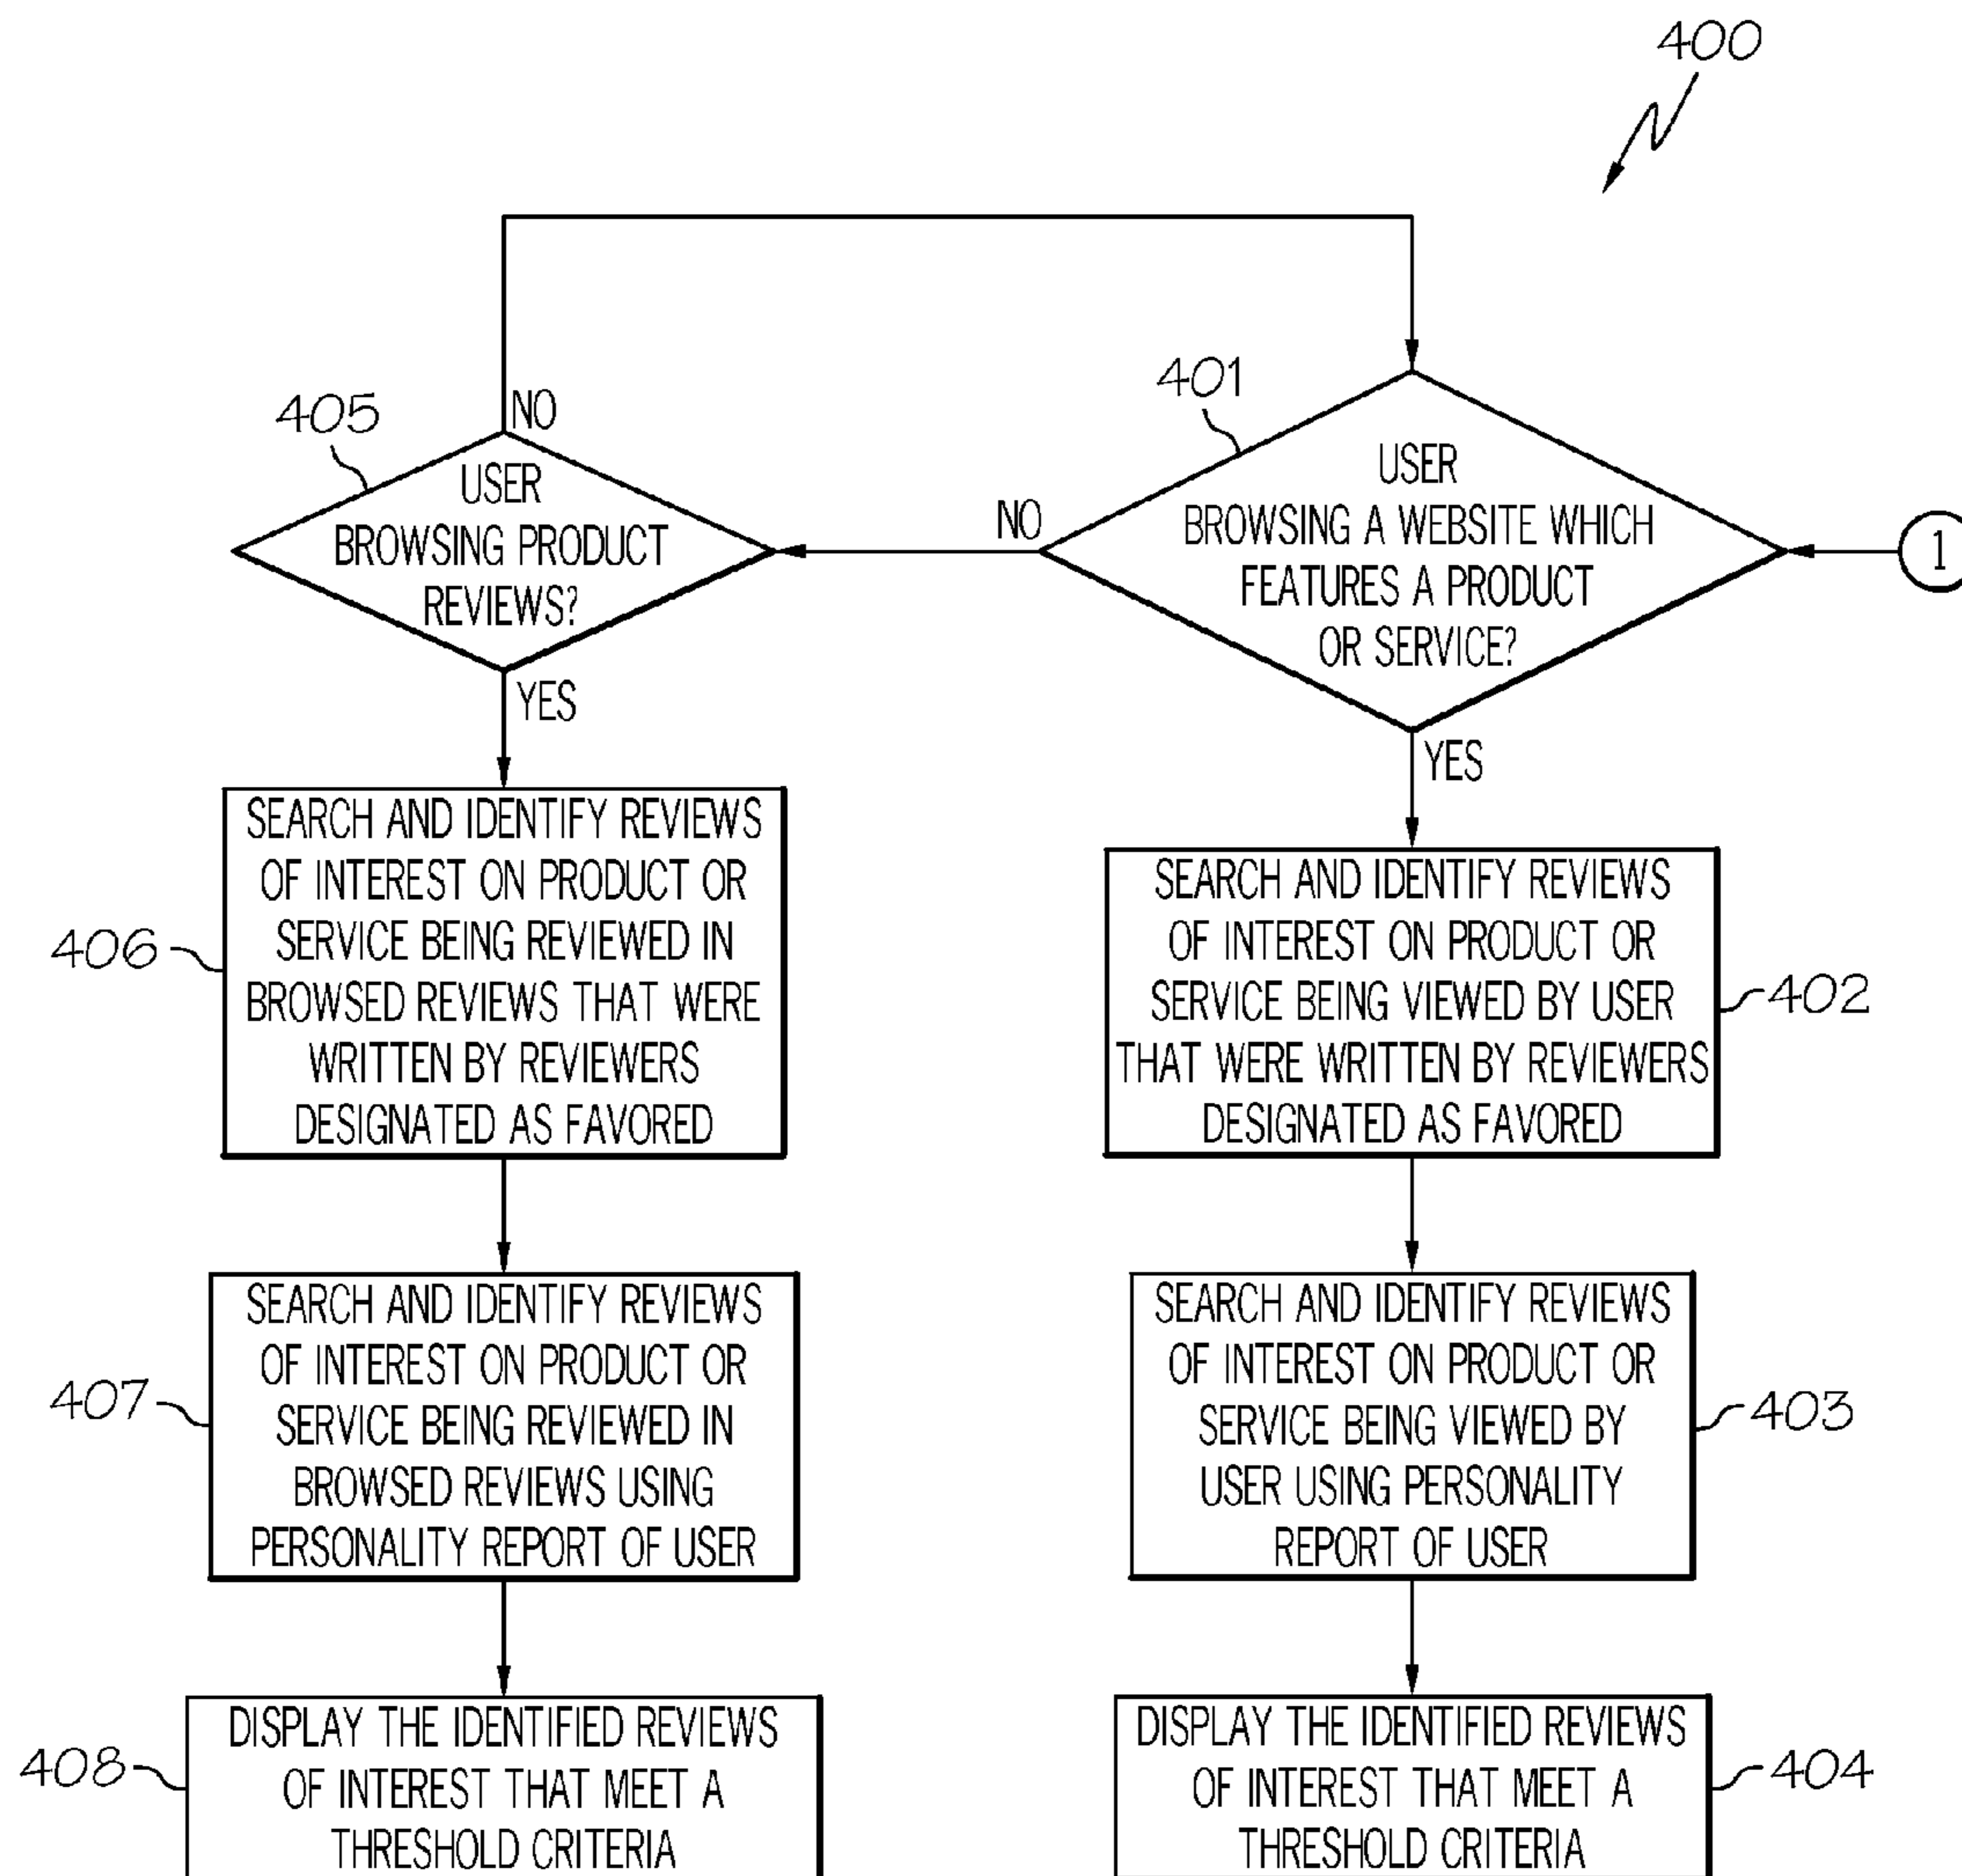 400
405
NO
USER
BROWSING PRODUCT
REVIEWS?
YES
401
NO
USER
BROWSING A WEBSITE WHICH
FEATURES A PRODUCT
OR SERVICE?
YES
1
406
SEARCH AND IDENTIFY REVIEWS
OF INTEREST ON PRODUCT OR
SERVICE BEING REVIEWED IN
BROWSED REVIEWS THAT WERE
WRITTEN BY REVIEWERS
DESIGNATED AS FAVORED
SEARCH AND IDENTIFY REVIEWS
OF INTEREST ON PRODUCT OR
SERVICE BEING VIEWED BY USER
THAT WERE WRITTEN BY REVIEWERS
DESIGNATED AS FAVORED
402
407
SEARCH AND IDENTIFY REVIEWS
OF INTEREST ON PRODUCT OR
SERVICE BEING REVIEWED IN
BROWSED REVIEWS USING
PERSONALITY REPORT OF USER
SEARCH AND IDENTIFY REVIEWS
OF INTEREST ON PRODUCT OR
SERVICE BEING VIEWED BY
USER USING PERSONALITY
REPORT OF USER
403
408
DISPLAY THE IDENTIFIED REVIEWS
OF INTEREST THAT MEET A
THRESHOLD CRITERIA
DISPLAY THE IDENTIFIED REVIEWS
OF INTEREST THAT MEET A
THRESHOLD CRITERIA
404